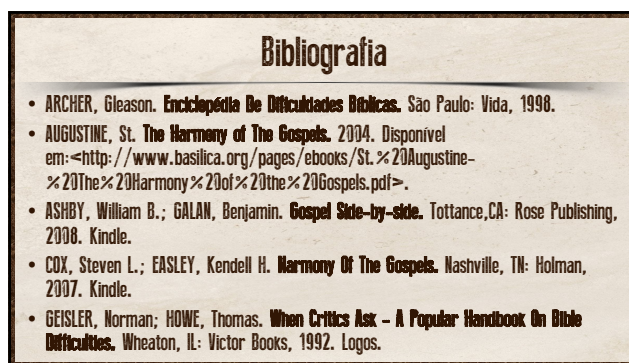 Bibliografia
• ARCHER, Gleason. Enciclopédia De Dificuldades Bíblicas. São Paulo: Vida, 1998.
• AUGUSTINE, St. The Harmony of The Gospels. 2004. Disponível
em:<http://www.basilica.org/pages/ebooks/St.%20Augustine-
%20The%20Harmony%20of%20the%20Gospels.pdf>.
• ASHBY, William B.; GALAN, Benjamin. Gospel Side-by-side. Tottance,CA: Rose Publishing,
2008. Kindle.
• COX, Steven L.; EASLEY, Kendell H. Harmony Of The Gospels. Nashville, TN: Holman,
2007. Kindle.
• GEISLER, Norman; HOWE, Thomas. When Critics Ask - A Popular Handbook On Bible
Difficulties. Wheaton, IL: Victor Books, 1992. Logos.